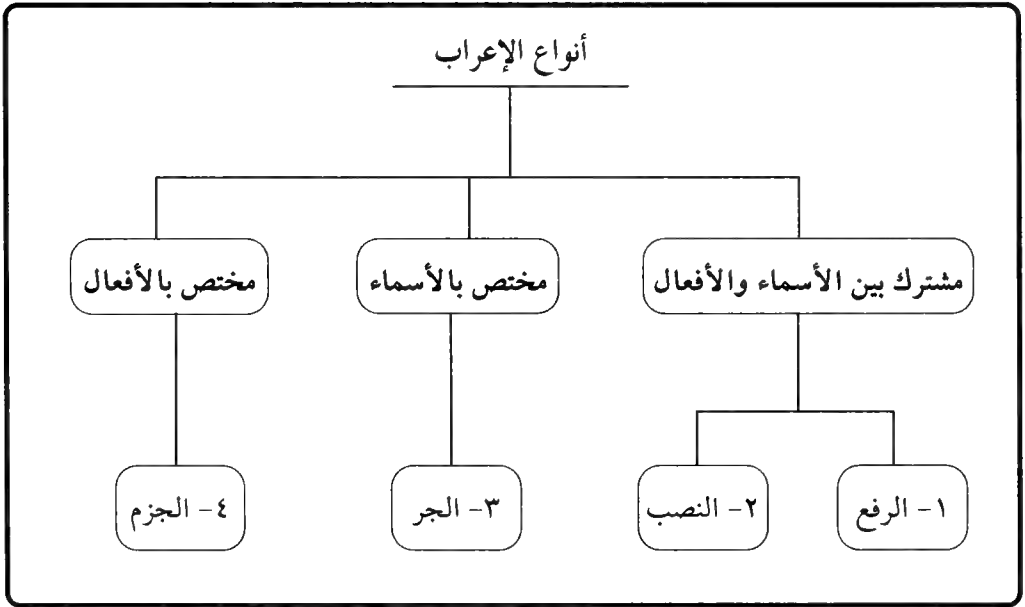 أنواع الإعراب
مشترك بين الأسماء والأفعال
مختص بالأسماء
مختص بالأفعال
١- الرفع
٢- النصب
٣- الجر
٤- الجزم